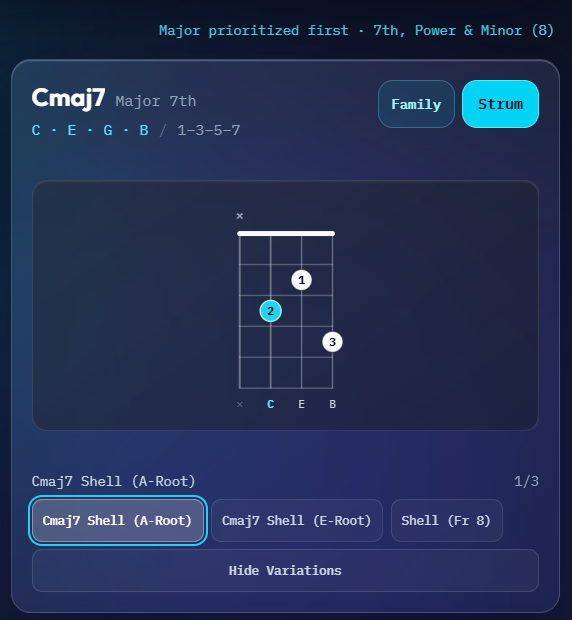 Major prioritized first · 7th, Power & Minor (8)
Cmaj7 Major 7th
Family
Strum
C · E · G · B / 1–3–5–7
×
1
2
3
× C E B
Cmaj7 Shell (A-Root)
1/3
Cmaj7 Shell (A-Root)
Cmaj7 Shell (E-Root)
Shell (Fr 8)
Hide Variations